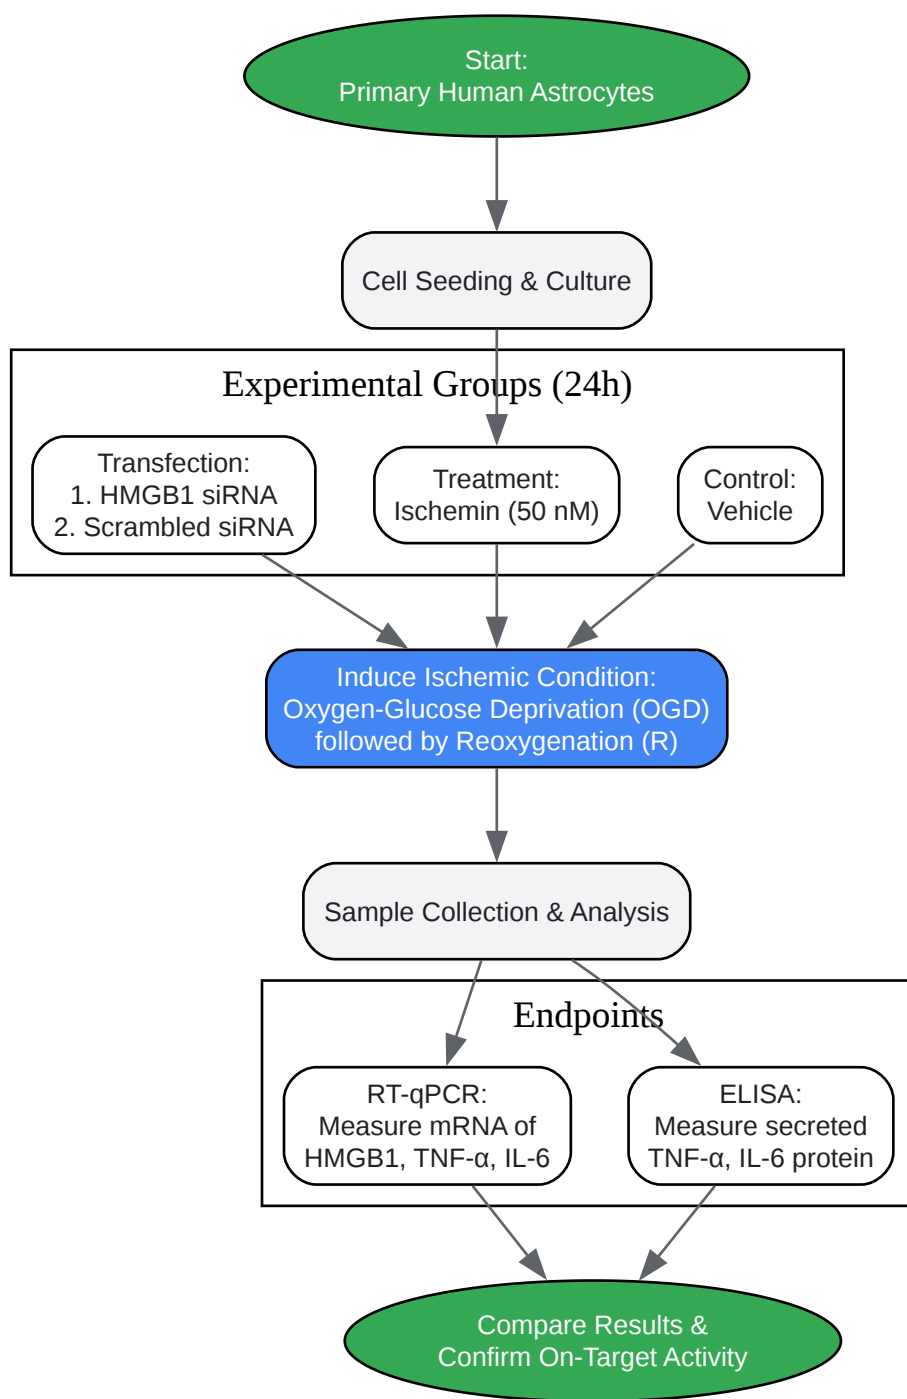 Start:
Primary Human Astrocytes
Cell Seeding & Culture
Experimental Groups (24h)
Transfection:
1. HMGB1 siRNA
2. Scrambled siRNA
Treatment:
Ischemin (50 nM)
Control:
Vehicle
Induce Ischemic Condition:
Oxygen-Glucose Deprivation (OGD)
followed by Reoxygenation (R)
Sample Collection & Analysis
Endpoints
RT-qPCR:
Measure mRNA of
HMGB1, TNF-α, IL-6
ELISA:
Measure secreted
TNF-α, IL-6 protein
Compare Results &
Confirm On-Target Activity